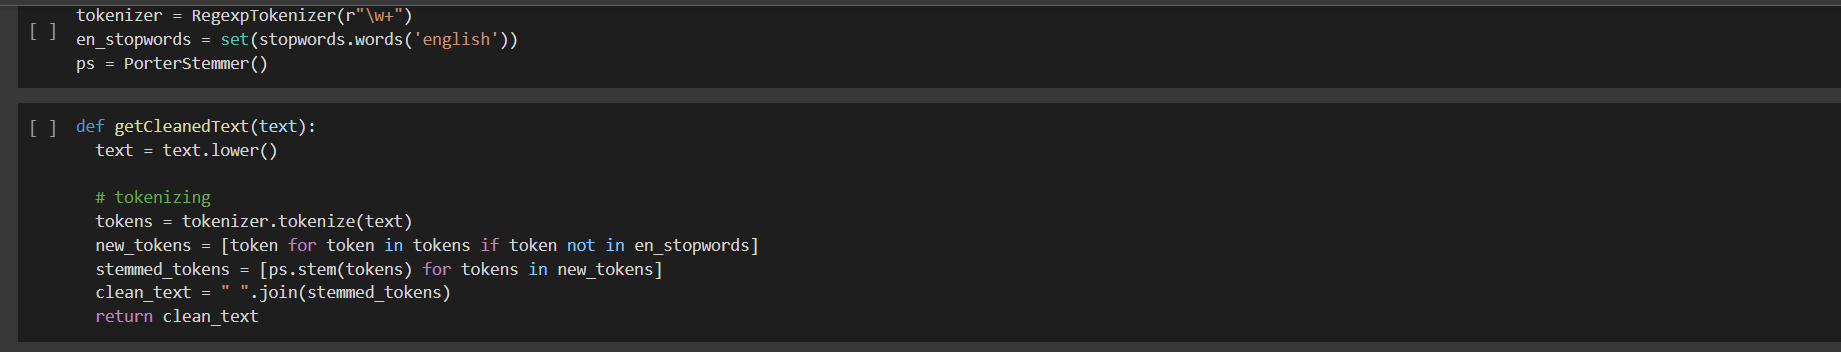 tokenizer = RegexpTokenizer(r"\w+")
[ ] en_stopwords = set(stopwords.words('english'))
ps = PorterStemmer()
[ ] def getCleanedText(text):
  text = text.lower()
  # tokenizing
  tokens = tokenizer.tokenize(text)
  new_tokens = [token for token in tokens if token not in en_stopwords]
  stemmed_tokens = [ps.stem(tokens) for tokens in new_tokens]
  clean_text = " ".join(stemmed_tokens)
  return clean_text